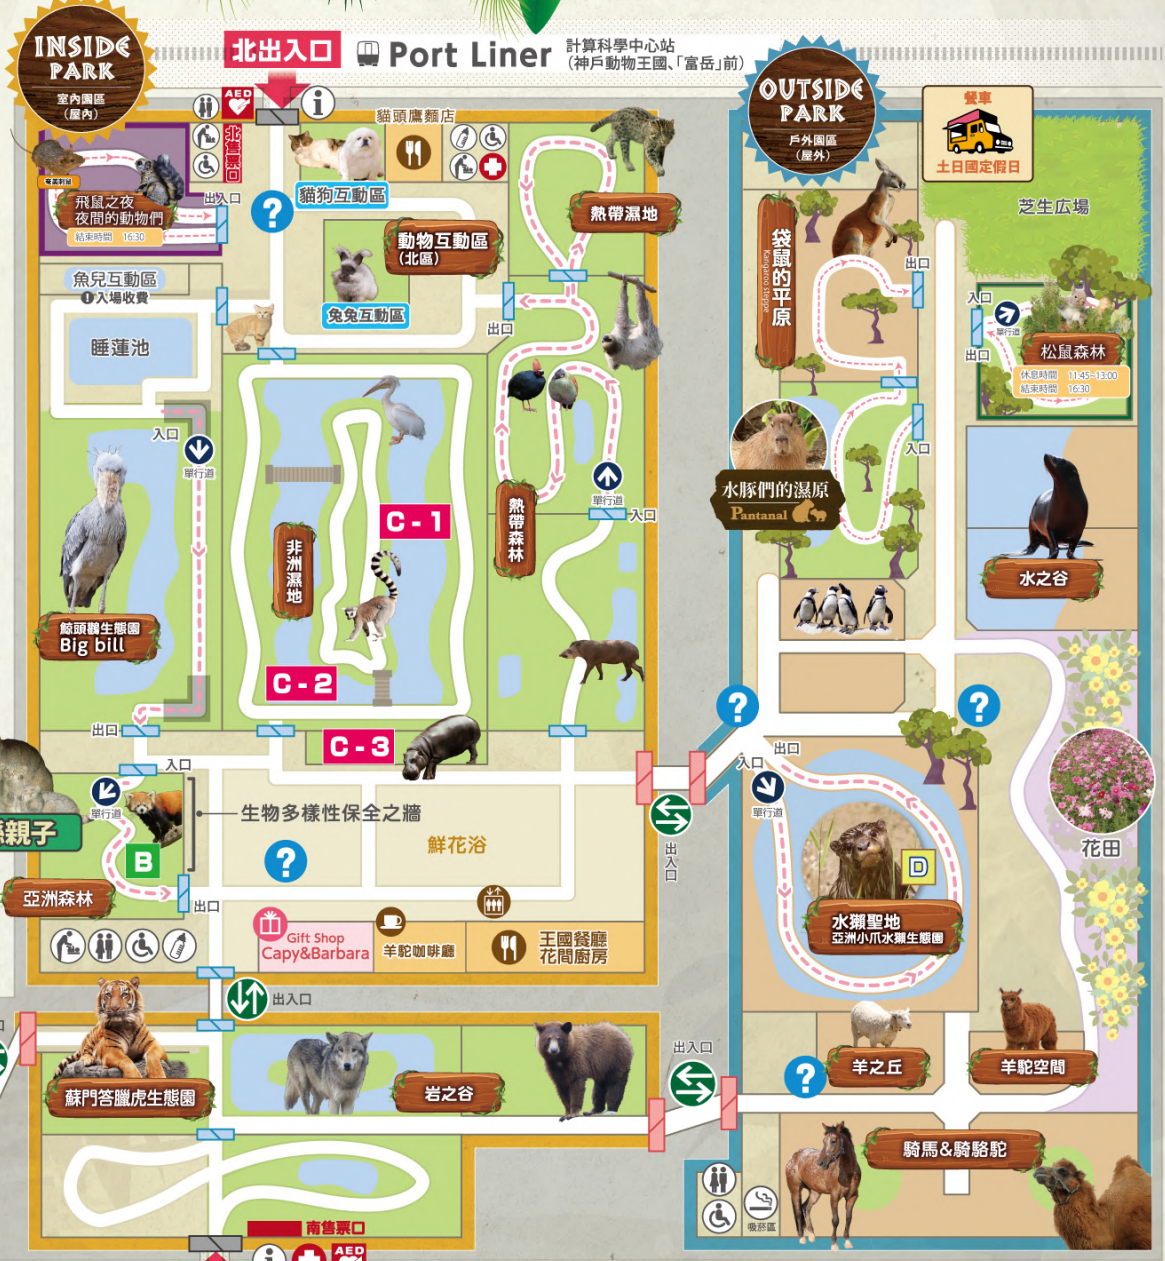 INSIDE
PARK
室內園區
（屋內）
北出入口
Port Liner
計算科學中心站
（神戶動物王國、「富岳」前）
OUTSIDE
PARK
戶外園區
（屋外）
餐車
土日國定假日
AED
i
北售票口
貓頭鷹麵店
飛鼠之夜
夜間的動物們
結束時間 16:30
出入口
?
貓狗互動區
動物互動區
（北區）
熱帶濕地
袋鼠的平原
Kangaroo steppe
出口
芝生広場
魚兒互動區
!入場收費
兔兔互動區
出口
入口
單行道
出口
松鼠森林
休息時間 11:45~13:00
結束時間 16:30
睡蓮池
入口
單行道
水豚們的濕原
Pantanal
入口
單行道
入口
熱帶森林
C-1
非洲濕地
水之谷
鯨頭鸛生態園
Big bill
C-2
出口
C-3
?
?
出口
入口
單行道
入口
單行道
親子
B
生物多樣性保全之牆
?
鮮花浴
出入口
花田
D
亞洲森林
出口
水獺聖地
亞洲小爪水獺生態園
Gift Shop
Capy&Barbara
羊駝咖啡廳
王國餐廳
花間廚房
出入口
蘇門答臘虎生態園
岩之谷
出入口
?
羊之丘
羊駝空間
騎馬&騎駱駝
吸菸區
南售票口
i
AED